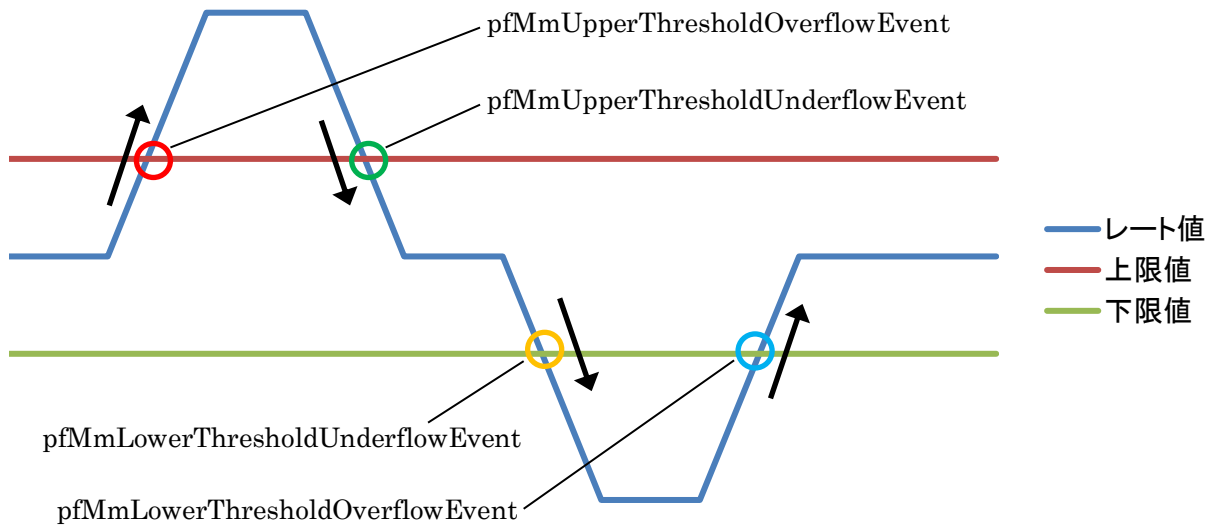 pfMmUpperThresholdOverflowEvent
pfMmUpperThresholdUnderflowEvent
レート値
上限値
下限値
pfMmLowerThresholdUnderflowEvent
pfMmLowerThresholdOverflowEvent